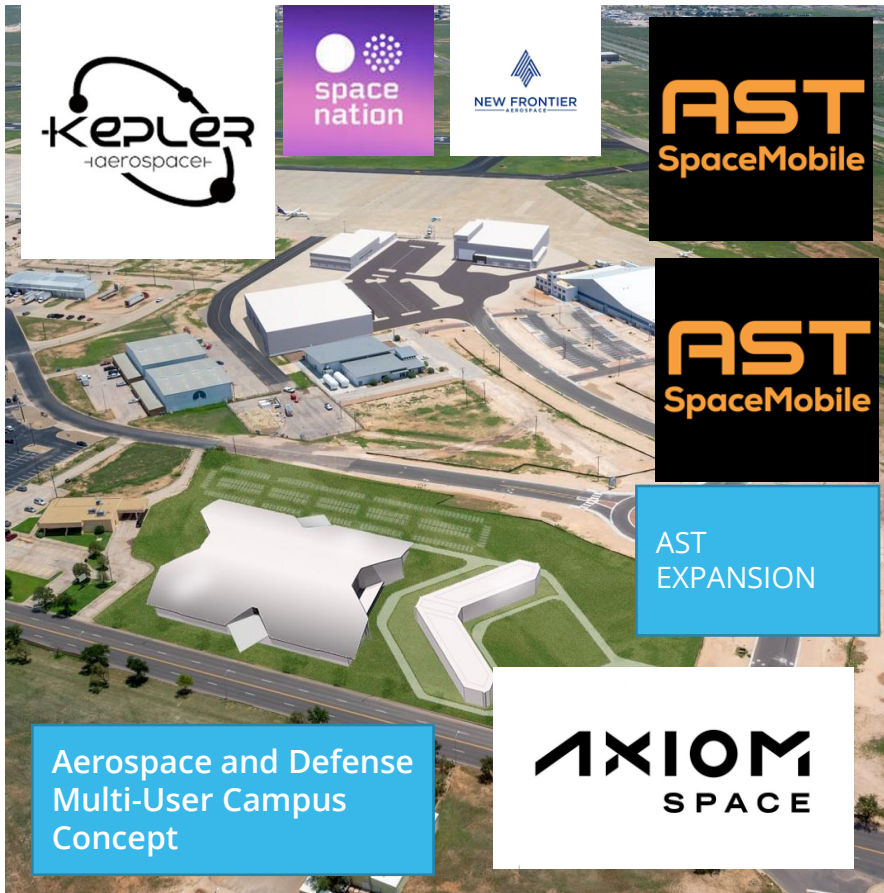 Kepler
aerospace
space
nation
NEW FRONTIER
AEROSPACE
AST
SpaceMobile
AST
SpaceMobile
AST
EXPANSION
AXIOM
SPACE
Aerospace and Defense
Multi-User Campus
Concept